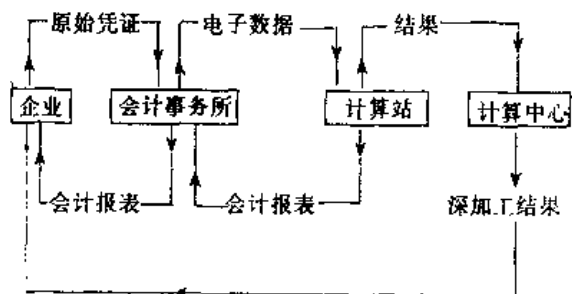 原始凭证 电子数据 结果
企业 会计事务所 计算站 计算中心
会计报表 会计报表 深加工结果